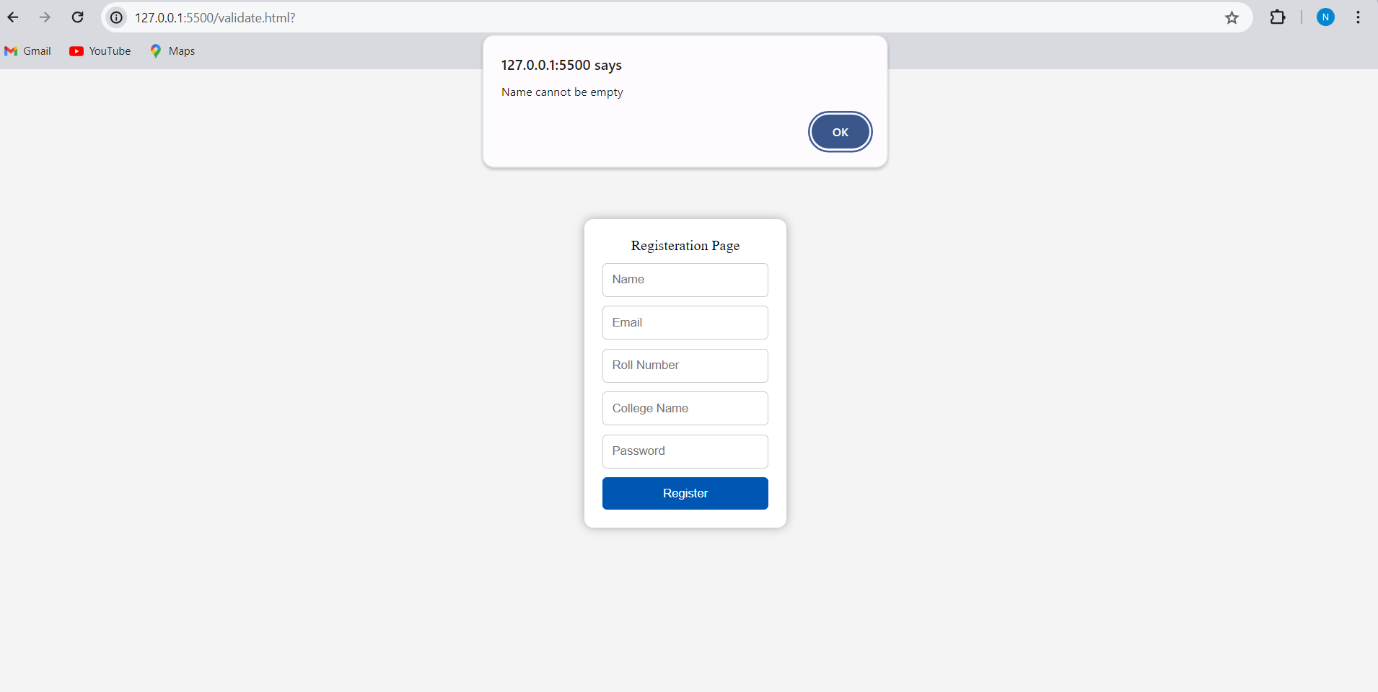 127.0.0.1:5500/validate.html?
N
Gmail YouTube Maps
127.0.0.1:5500 says
Name cannot be empty
OK
Registeration Page
Name
Email
Roll Number
College Name
Password
Register